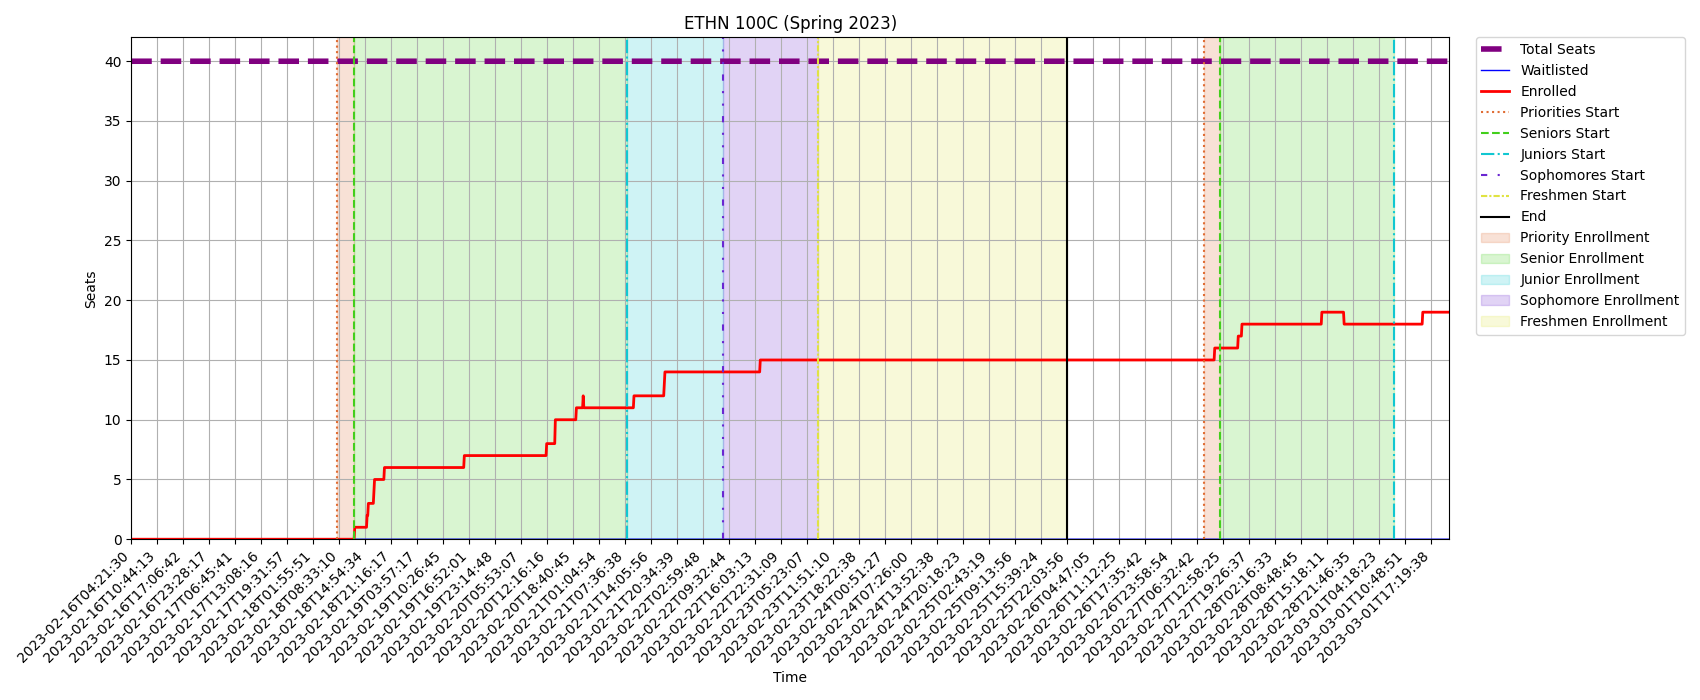 ETHN 100C (Spring 2023)
Seats
40
35
30
25
20
15
10
5
0
2023-02-16T04:21:30
2023-02-16T10:44:13
2023-02-16T17:06:42
2023-02-16T23:28:17
2023-02-17T06:45:41
2023-02-17T13:08:16
2023-02-17T19:31:57
2023-02-18T01:55:51
2023-02-18T08:33:10
2023-02-18T14:54:34
2023-02-18T21:16:17
2023-02-19T03:57:17
2023-02-19T10:26:45
2023-02-19T16:52:01
2023-02-19T23:14:48
2023-02-20T05:53:07
2023-02-20T12:16:16
2023-02-20T18:40:45
2023-02-21T01:04:54
2023-02-21T07:36:38
2023-02-21T14:05:56
2023-02-21T20:34:39
2023-02-22T02:59:48
2023-02-22T09:32:44
2023-02-22T16:03:13
2023-02-22T22:31:09
2023-02-23T05:23:07
2023-02-23T11:51:10
2023-02-23T18:22:38
2023-02-24T00:51:27
2023-02-24T07:26:00
2023-02-24T13:52:38
2023-02-24T20:18:23
2023-02-25T02:43:19
2023-02-25T09:13:56
2023-02-25T15:39:24
2023-02-25T22:03:56
2023-02-26T04:47:05
2023-02-26T11:12:25
2023-02-26T17:35:42
2023-02-26T23:58:54
2023-02-27T06:32:42
2023-02-27T12:58:25
2023-02-27T19:26:37
2023-02-28T02:16:33
2023-02-28T08:48:45
2023-02-28T15:18:11
2023-02-28T21:46:35
2023-03-01T04:18:23
2023-03-01T10:48:51
2023-03-01T17:19:38
Time
Total Seats
Waitlisted
Enrolled
Priorities Start
Seniors Start
Juniors Start
Sophomores Start
Freshmen Start
End
Priority Enrollment
Senior Enrollment
Junior Enrollment
Sophomore Enrollment
Freshmen Enrollment